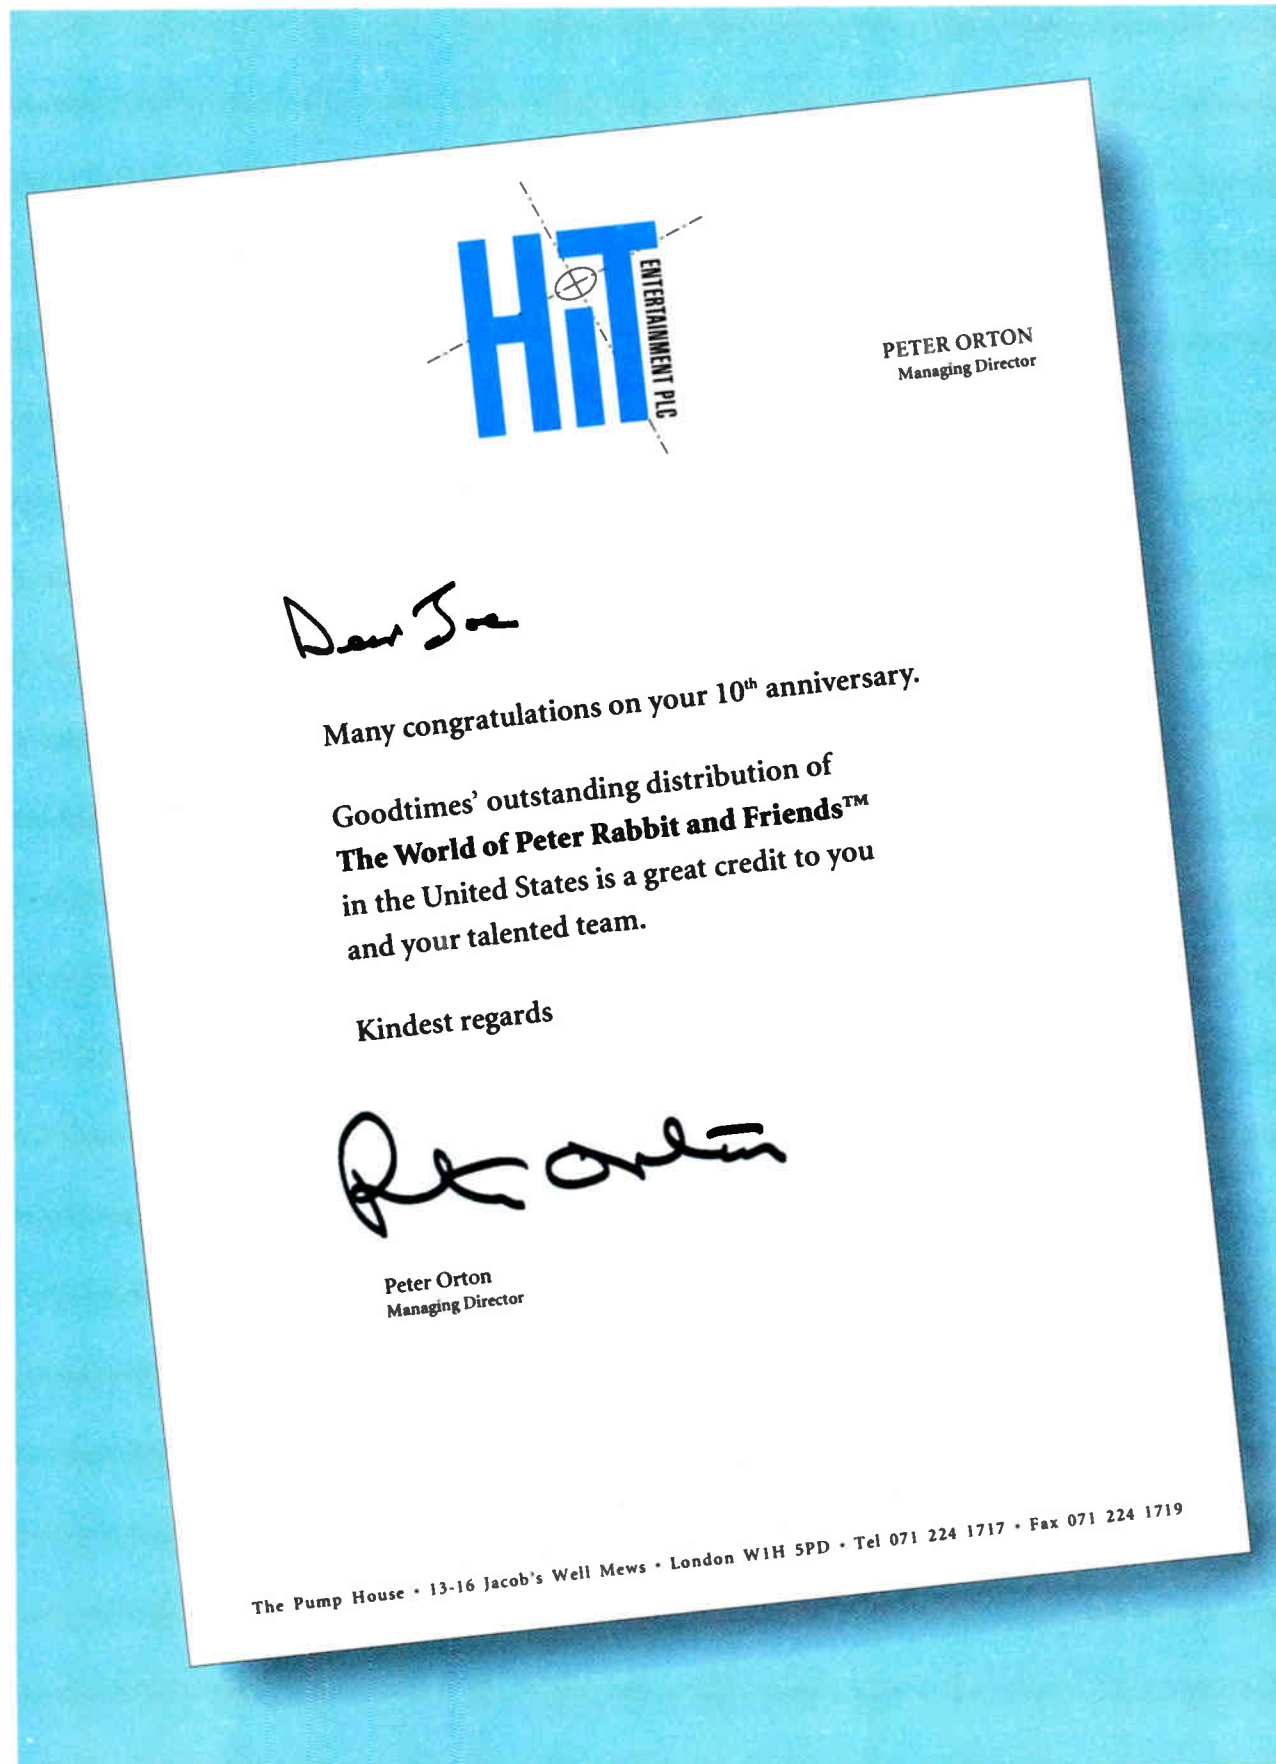 HiT
ENTERTAINMENT PLC
PETER ORTON
Managing Director
Dear Joe
Many congratulations on your 10th anniversary.
Goodtimes' outstanding distribution of
The World of Peter Rabbit and Friends™
in the United States is a great credit to you
and your talented team.
Kindest regards
Peter Orton
Peter Orton
Managing Director
The Pump House • 13-16 Jacob's Well Mews • London W1H 5PD • Tel 071 224 1717 • Fax 071 224 1719